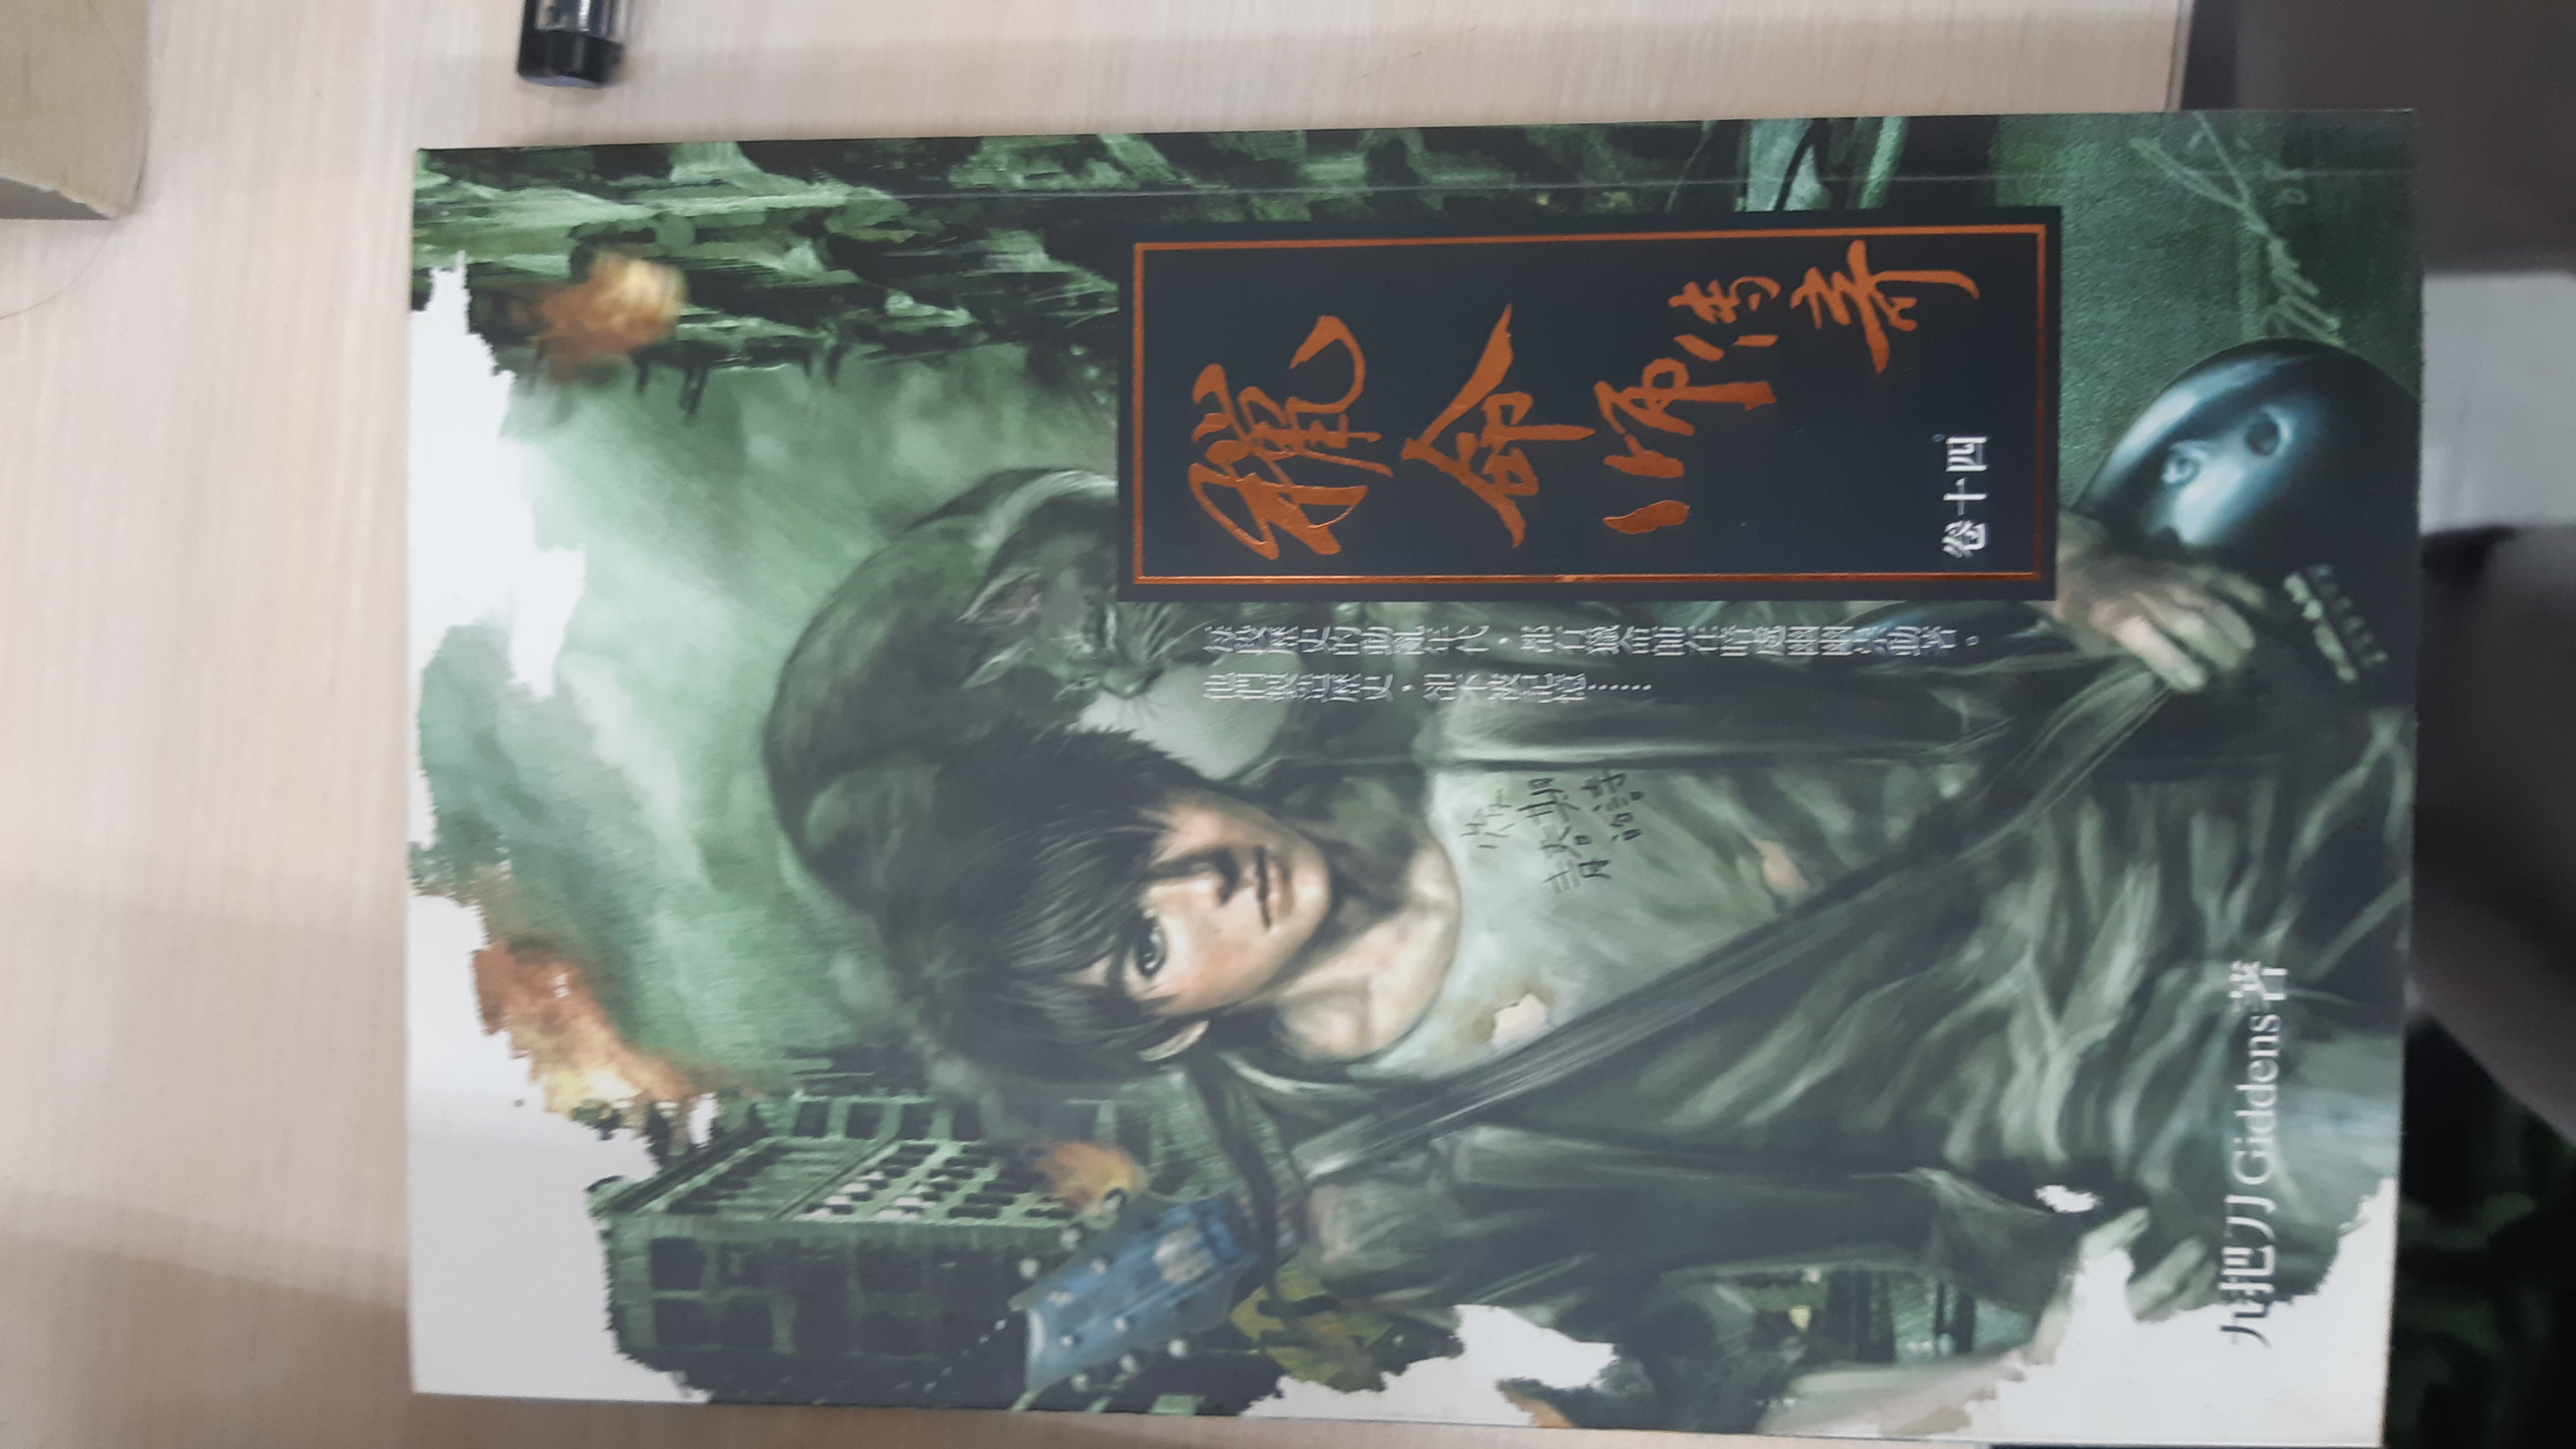 獵命師
傳奇
卷十四
每段歷史的動亂年代，都有獵命師在暗處幽幽祟動著。
他們製造歷史，卻不被記憶……
青春期
的詩
九把刀Giddens著
08